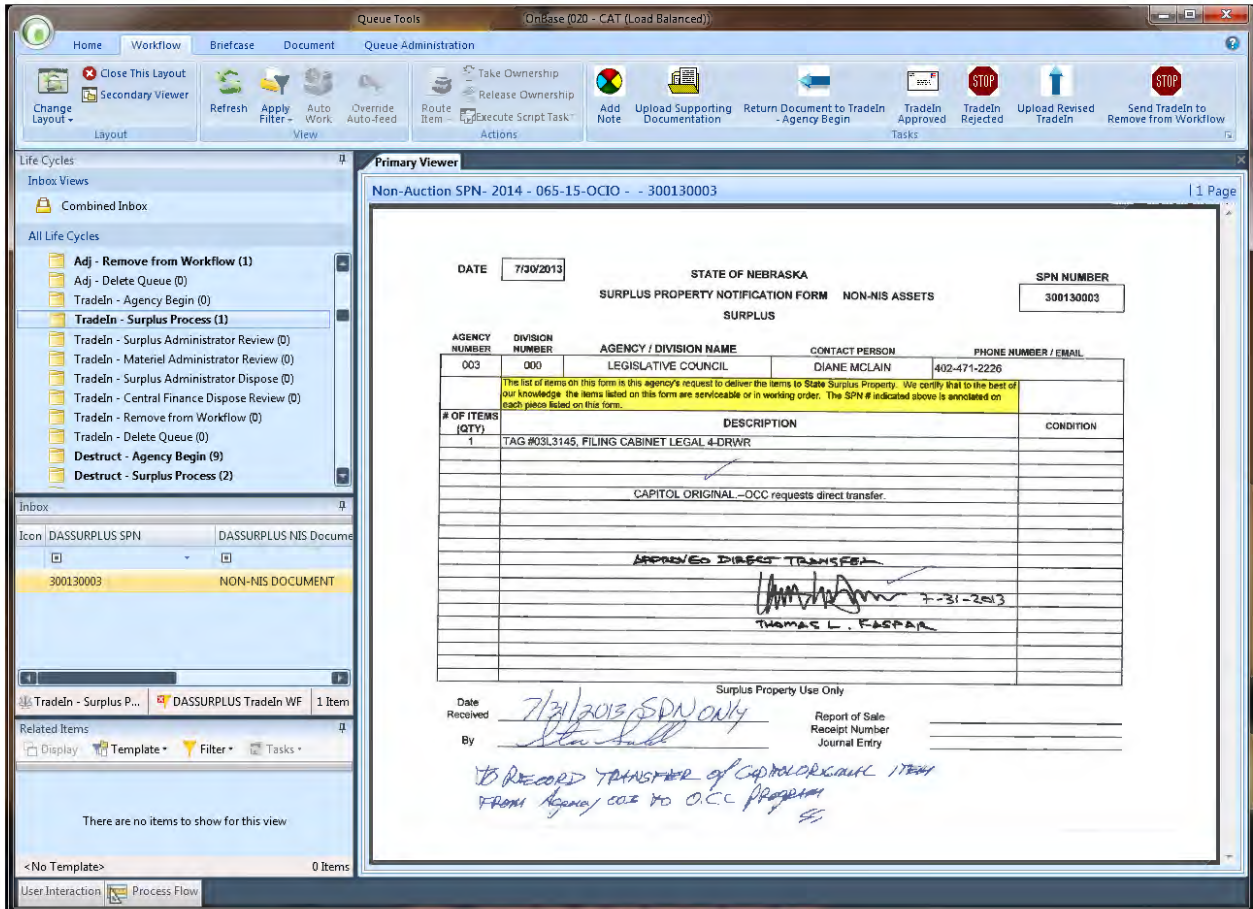 Queue Tools
OnBase (020 - CAT (Load Balanced))
Home Workflow Briefcase Document Queue Administration
Close This Layout
Secondary Viewer
Change Layout
Layout
Refresh
Apply Filter
Auto Work
Override Auto-feed
View
Route Item
Take Ownership
Release Ownership
Execute Script Task
Actions
Add Note
Upload Supporting Documentation
Return Document to TradeIn - Agency Begin
TradeIn Approved
STOP
TradeIn Rejected
Upload Revised TradeIn
STOP
Send TradeIn to Remove from Workflow
Tasks
Life Cycles
Inbox Views
Combined Inbox
All Life Cycles
Adj - Remove from Workflow (1)
Adj - Delete Queue (0)
TradeIn - Agency Begin (0)
TradeIn - Surplus Process (1)
TradeIn - Surplus Administrator Review (0)
TradeIn - Materiel Administrator Review (0)
TradeIn - Surplus Administrator Dispose (0)
TradeIn - Central Finance Dispose Review (0)
TradeIn - Remove from Workflow (0)
TradeIn - Delete Queue (0)
Destruct - Agency Begin (9)
Destruct - Surplus Process (2)
Inbox
Icon DASSURPLUS SPN DASSURPLUS NIS Docume
300130003 NON-NIS DOCUMENT
TradeIn - Surplus P... DASSURPLUS TradeIn WF 1 Item
Related Items
Display Template Filter Tasks
There are no items to show for this view
<No Template> 0 Items
User Interaction Process Flow
Primary Viewer
Non-Auction SPN- 2014 - 065-15-OCIO - - 300130003 | 1 Page
DATE 7/30/2013
STATE OF NEBRASKA
SURPLUS PROPERTY NOTIFICATION FORM NON-NIS ASSETS
SURPLUS
SPN NUMBER
300130003
AGENCY NUMBER DIVISION NUMBER AGENCY / DIVISION NAME CONTACT PERSON PHONE NUMBER / EMAIL
003 000 LEGISLATIVE COUNCIL DIANE MCLAIN 402-471-2226
The list of items on this form is this agency's request to deliver the items to State Surplus Property. We certify that to the best of
our knowledge the items listed on this form are serviceable or in working order. The SPN # indicated above is annotated on
each piece listed on this form.
# OF ITEMS (QTY) DESCRIPTION CONDITION
1 TAG #03L3145, FILING CABINET LEGAL 4-DRWR
CAPITOL ORIGINAL.--OCC requests direct transfer.
APPROVED DIRECT TRANSFER
7-31-2013
THOMAS L. KASPAR
Surplus Property Use Only
Date Received 7/31/2013 SPN ONLY
By
Report of Sale
Receipt Number
Journal Entry
TO RECORD TRANSFER of CAPITOL ORIGINAL ITEM
FROM Agency 003 to O.C.C PROGRAM